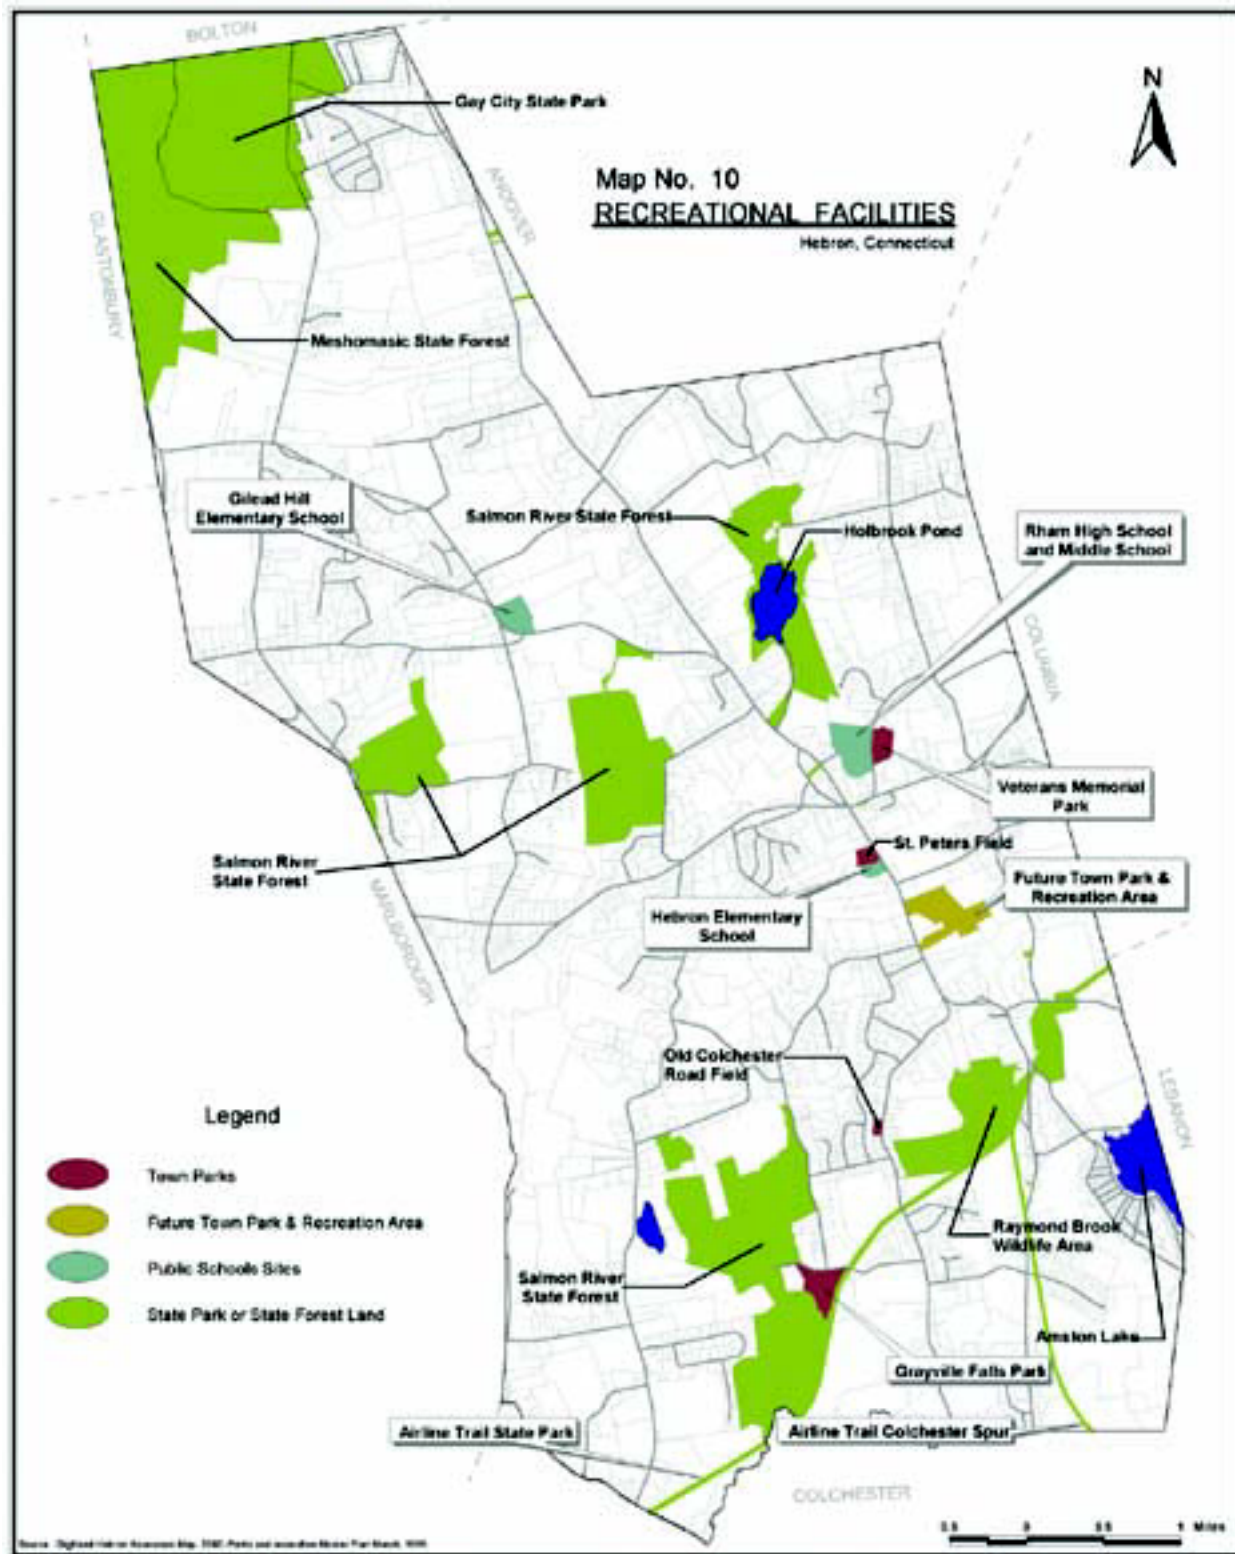 BOLTON
Gay City State Park
N
ANDOVER
Map No. 10
RECREATIONAL FACILITIES
Hebron, Connecticut
GLASTONBURY
Meshomasic State Forest
Gilead Hill
Elementary School
Salmon River State Forest
Holbrook Pond
Rham High School
and Middle School
COLUMBIA
Veterans Memorial
Park
St. Peters Field
Salmon River
State Forest
Future Town Park &
Recreation Area
MARLBOROUGH
Hebron Elementary
School
Old Colchester
Road Field
LEBANON
Legend
Town Parks
Future Town Park & Recreation Area
Public Schools Sites
State Park or State Forest Land
Raymond Brook
Wildlife Area
Salmon River
State Forest
Amston Lake
Grayville Falls Park
Airline Trail State Park
Airline Trail Colchester Spur
COLCHESTER
0.5 0 0.5 1 Miles